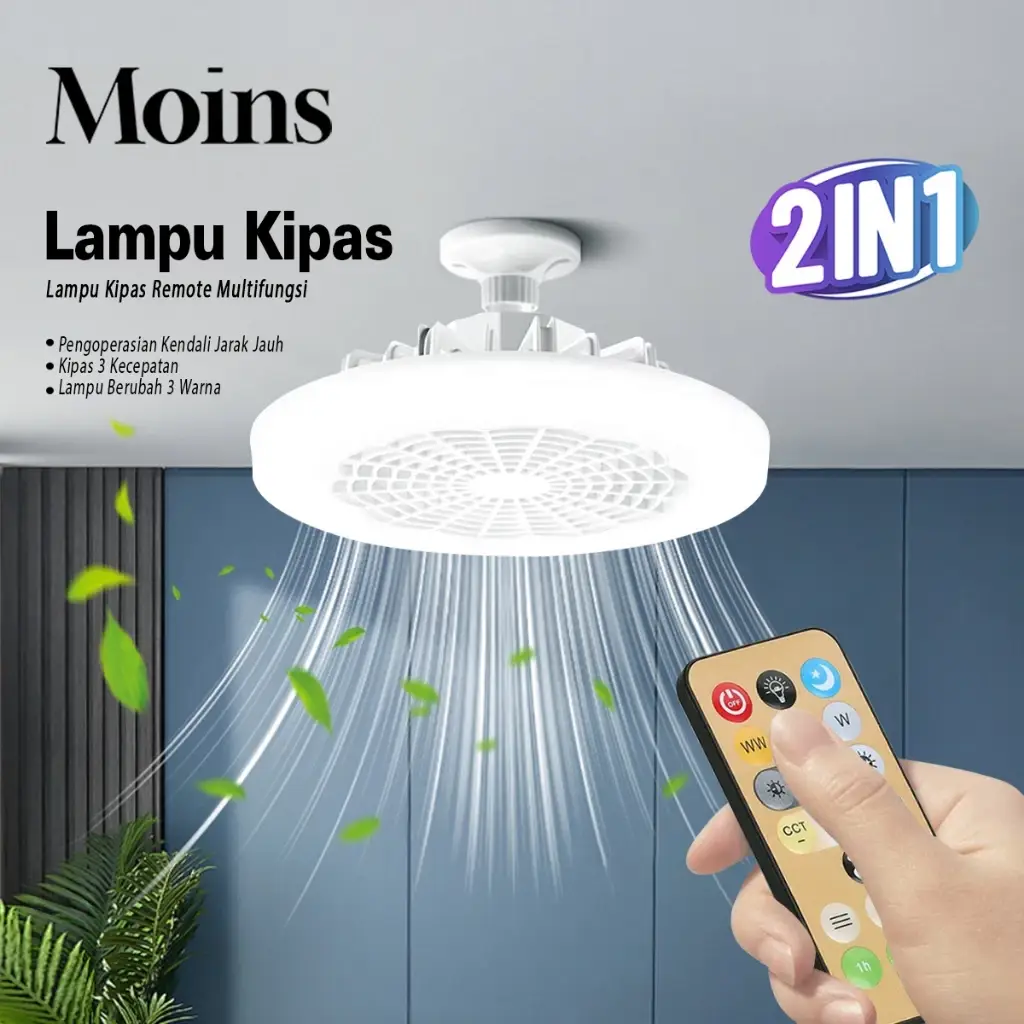 Moins
2IN1
Lampu Kipas
Lampu Kipas Remote Multifungsi
• Pengoperasian Kendali Jarak Jauh
• Kipas 3 Kecepatan
• Lampu Berubah 3 Warna
OFF
W
WW
CCT
−
1h